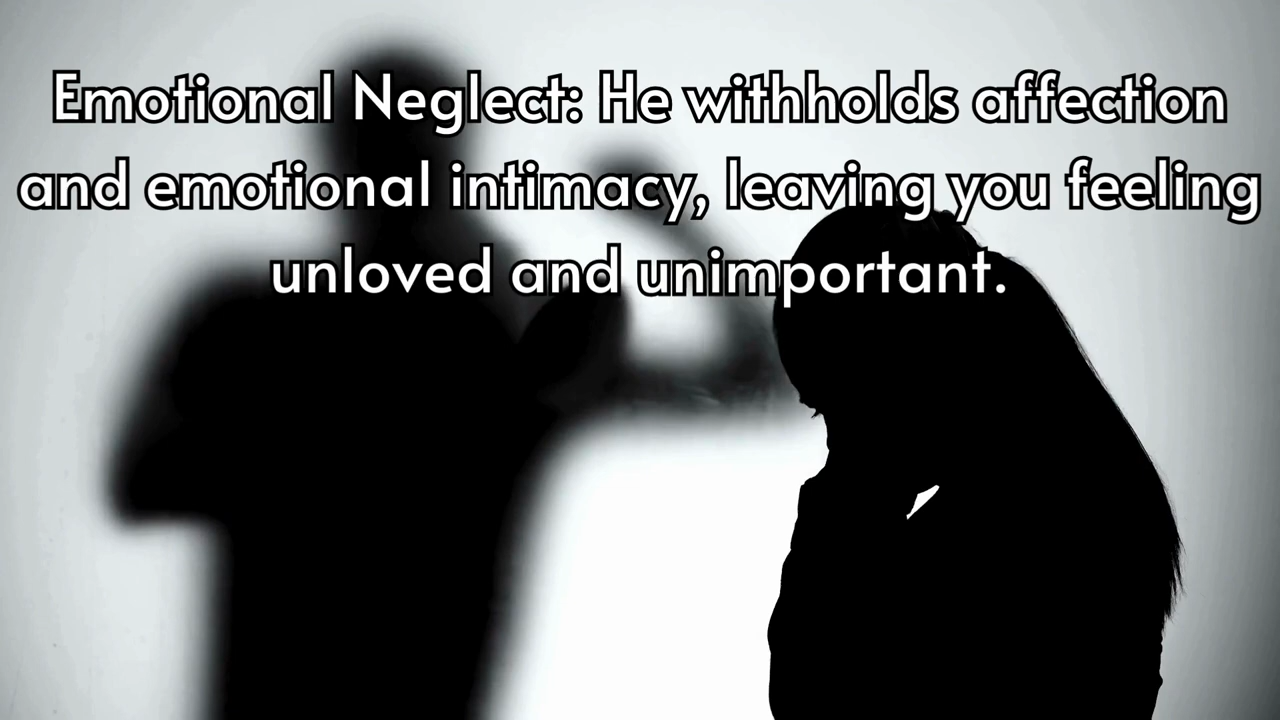 Emotional Neglect: He withholds affection
and emotional intimacy, leaving you feeling
unloved and unimportant.